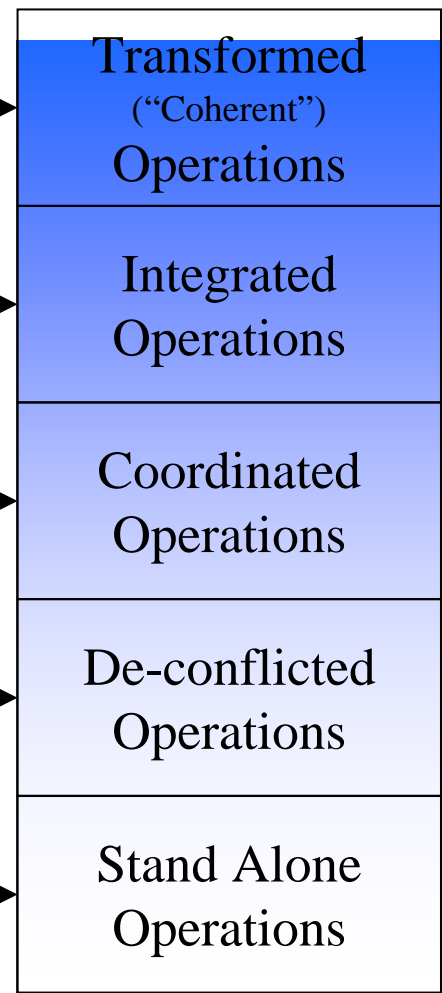 Transformed
(“Coherent”)
Operations
Integrated
Operations
Coordinated
Operations
De-conflicted
Operations
Stand Alone
Operations